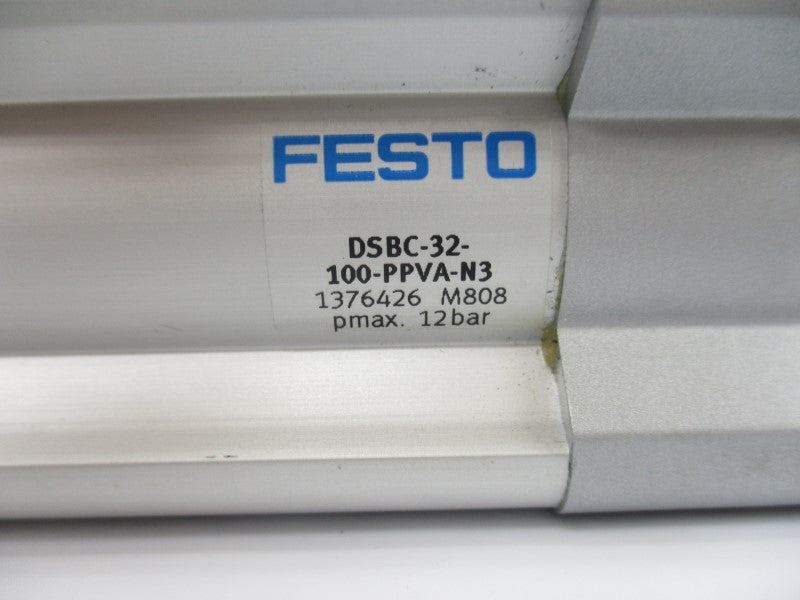 FESTO
DSBC-32-
100-PPVA-N3
1376426 M808
pmax. 12bar